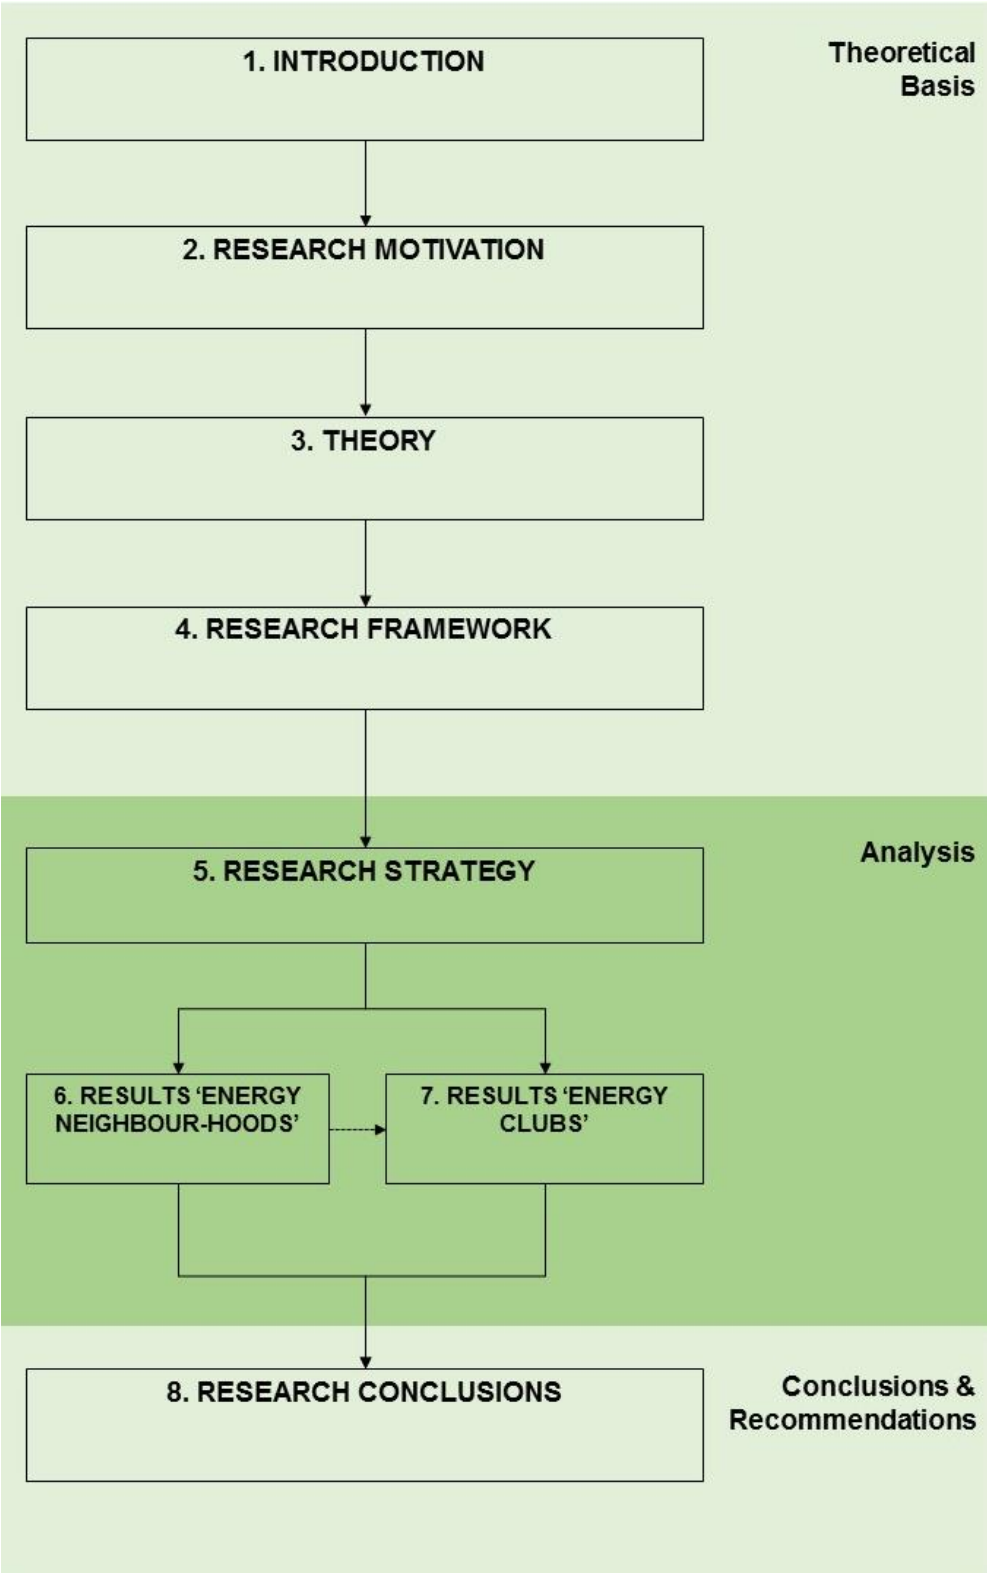 1. INTRODUCTION
Theoretical
Basis
2. RESEARCH MOTIVATION
3. THEORY
4. RESEARCH FRAMEWORK
Analysis
5. RESEARCH STRATEGY
6. RESULTS ‘ENERGY
NEIGHBOUR-HOODS’
7. RESULTS ‘ENERGY
CLUBS’
8. RESEARCH CONCLUSIONS
Conclusions &
Recommendations